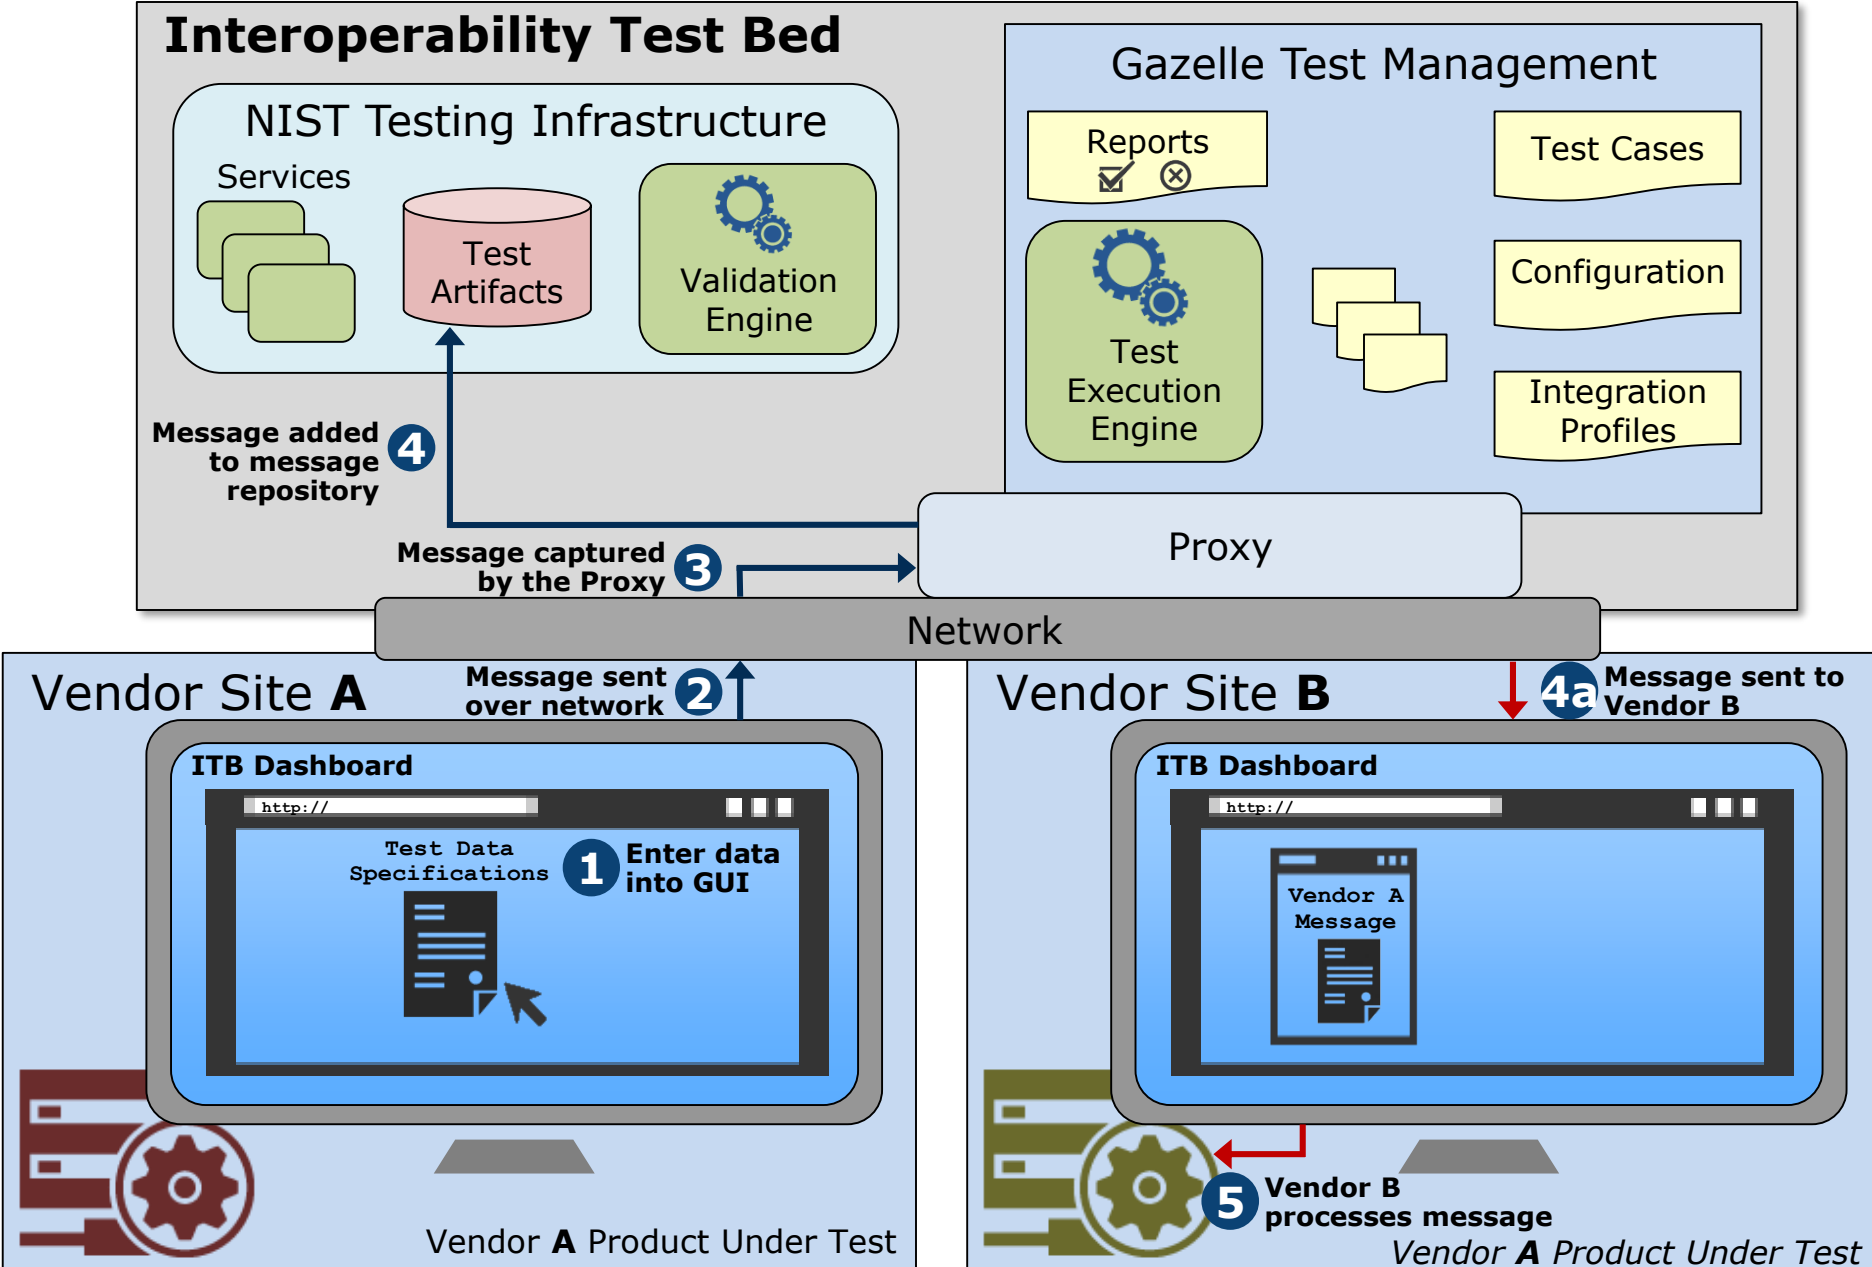 Interoperability Test Bed
NIST Testing Infrastructure
Services
Test
Artifacts
Validation
Engine
Gazelle Test Management
Reports
Test Cases
Configuration
Integration
Profiles
Test
Execution
Engine
Message added
to message
repository
4
Message captured
by the Proxy
3
Proxy
Network
Vendor Site A
Message sent
over network
2
ITB Dashboard
http://
Test Data
Specifications
1
Enter data
into GUI
Vendor A Product Under Test
Vendor Site B
4a
Message sent to
Vendor B
ITB Dashboard
http://
Vendor A
Message
5
Vendor B
processes message
Vendor A Product Under Test